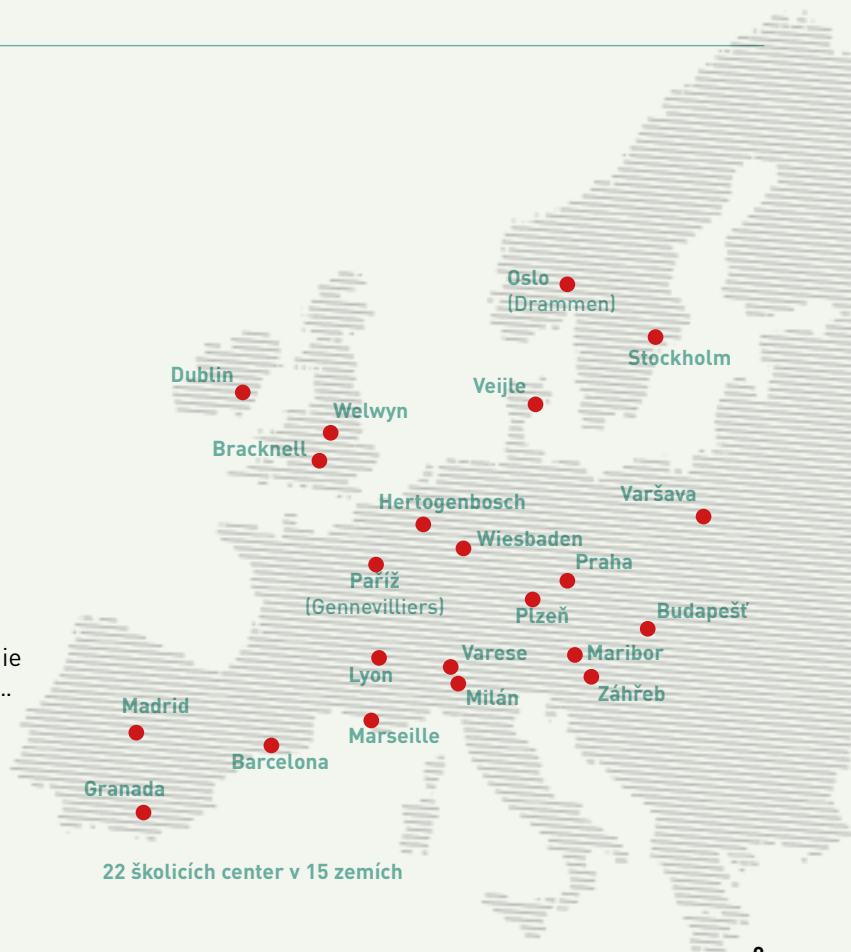 Oslo
(Drammen)
Stockholm
Dublin
Veijle
Welwyn
Bracknell
Varšava
Hertogenbosch
Wiesbaden
Praha
Paříž
(Gennevilliers)
Plzeň
Budapešť
ie
Varese
Maribor
Lyon
..
Milán
Záhřeb
Madrid
Marseille
Barcelona
Granada
22 školicích center v 15 zemích